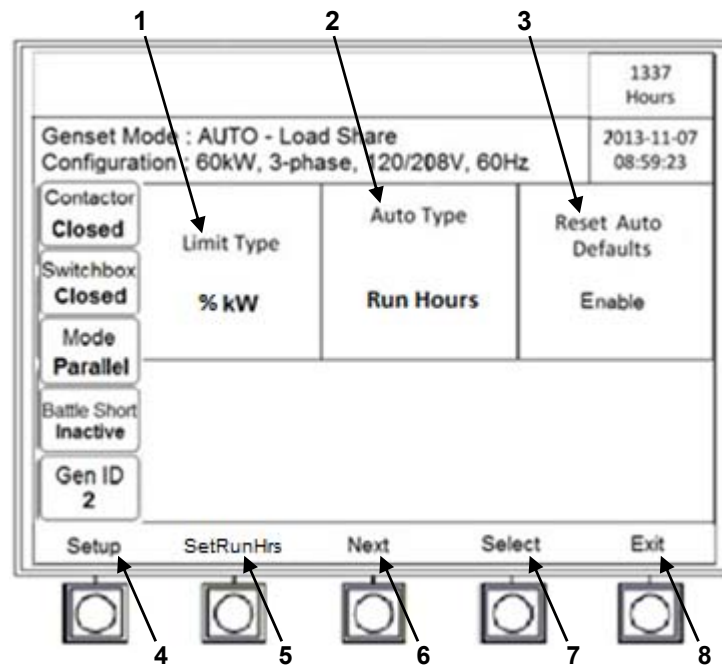 1 2 3
1337
Hours
Genset Mode : AUTO - Load Share
Configuration : 60kW, 3-phase, 120/208V, 60Hz
2013-11-07
08:59:23
Contactor
Closed
Switchbox
Closed
Mode
Parallel
Battle Short
Inactive
Gen ID
2
Limit Type
% kW
Auto Type
Run Hours
Reset Auto
Defaults
Enable
Setup SetRunHrs Next Select Exit
4 5 6 7 8